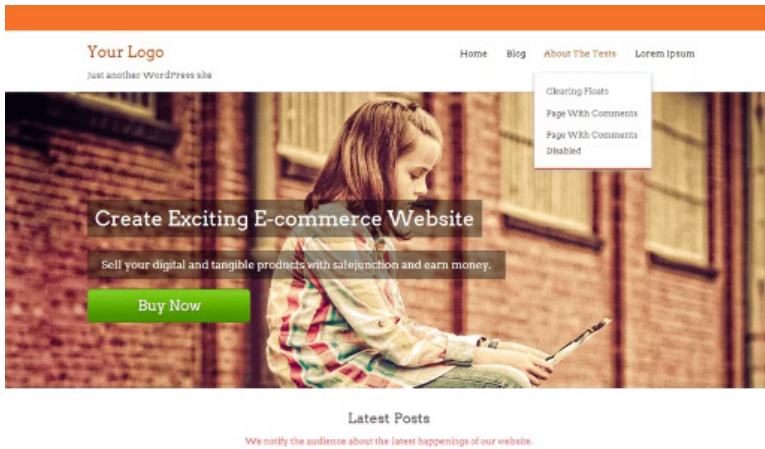 Your Logo
Just another WordPress site
Home Blog About The Tests Lorem Ipsum
Clearing Floats
Page With Comments
Page With Comments
Disabled
Create Exciting E-commerce Website
Sell your digital and tangible products with salejunction and earn money.
Buy Now
Latest Posts
We notify the audience about the latest happenings of our website.